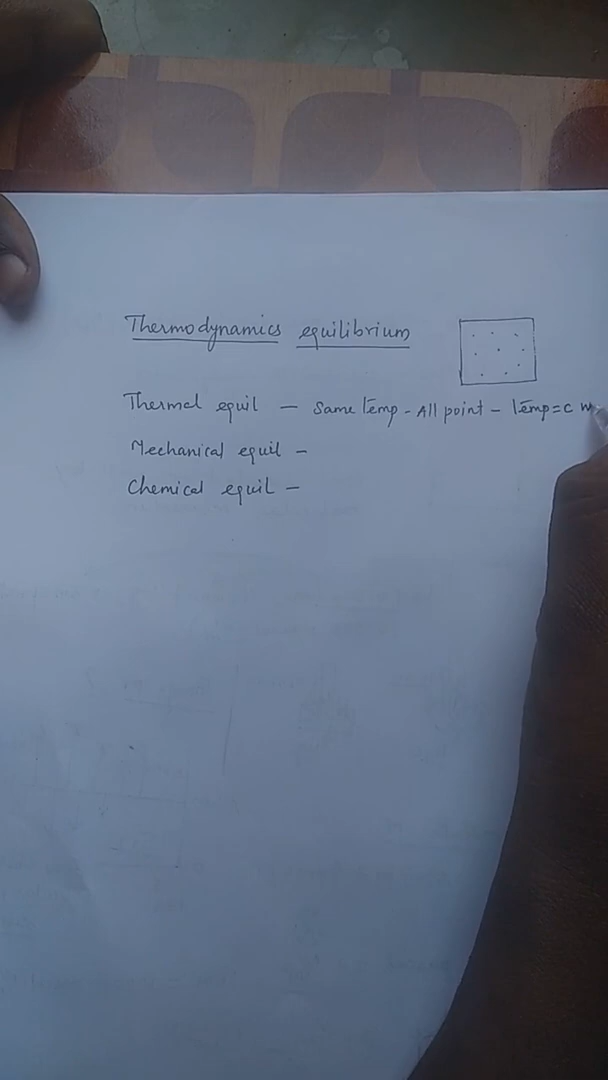 Thermodynamics equilibrium
Thermal equil - Same Temp - All point - Temp=C w
Mechanical equil -
Chemical equil -